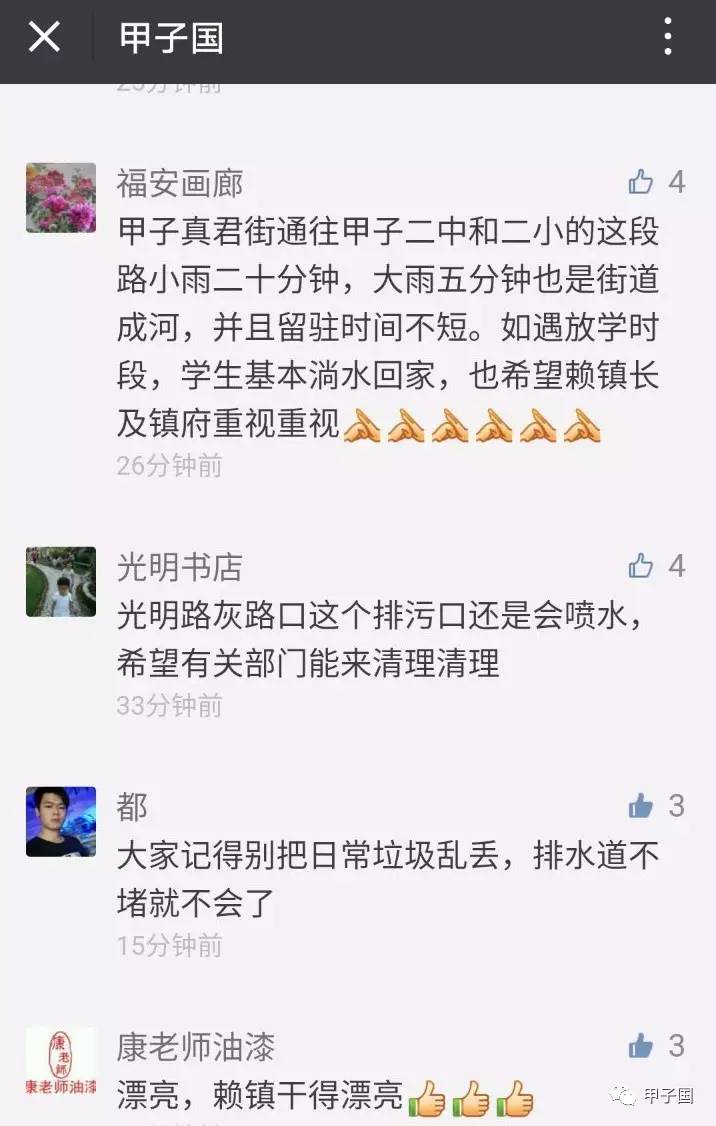 甲子国
福安画廊
4
甲子真君街通往甲子二中和二小的这段
路小雨二十分钟，大雨五分钟也是街道
成河，并且留驻时间不短。如遇放学时
段，学生基本淌水回家，也希望赖镇长
及镇府重视重视
26分钟前
光明书店
4
光明路灰路口这个排污口还是会喷水，
希望有关部门能来清理清理
33分钟前
都
3
大家记得别把日常垃圾乱丢，排水道不
堵就不会了
15分钟前
康老師
康老师油漆
康老师油漆
3
漂亮，赖镇干得漂亮
甲子国